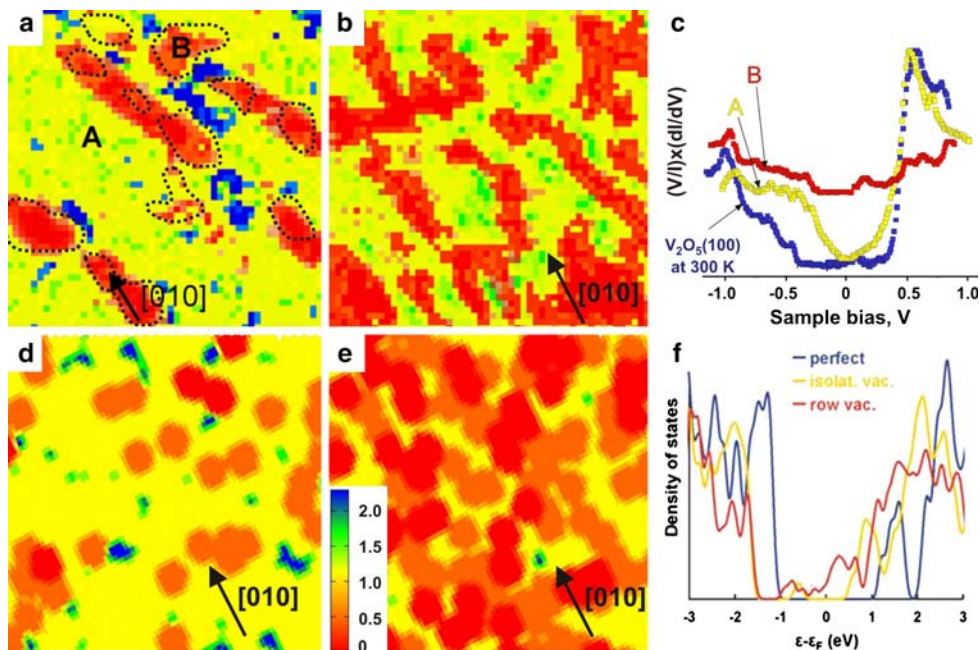 a
B
A
[010]
b
[010]
c
(V/I)x(dI/dV)
B
A
V2O5(100)
at 300 K
-1.0 -0.5 0 0.5 1.0
Sample bias, V
d
[010]
e
2.0
1.5
1.0
0.5
0
[010]
f
perfect
isolat. vac.
row vac.
Density of states
-3 -2 -1 0 1 2 3
ε-εF (eV)